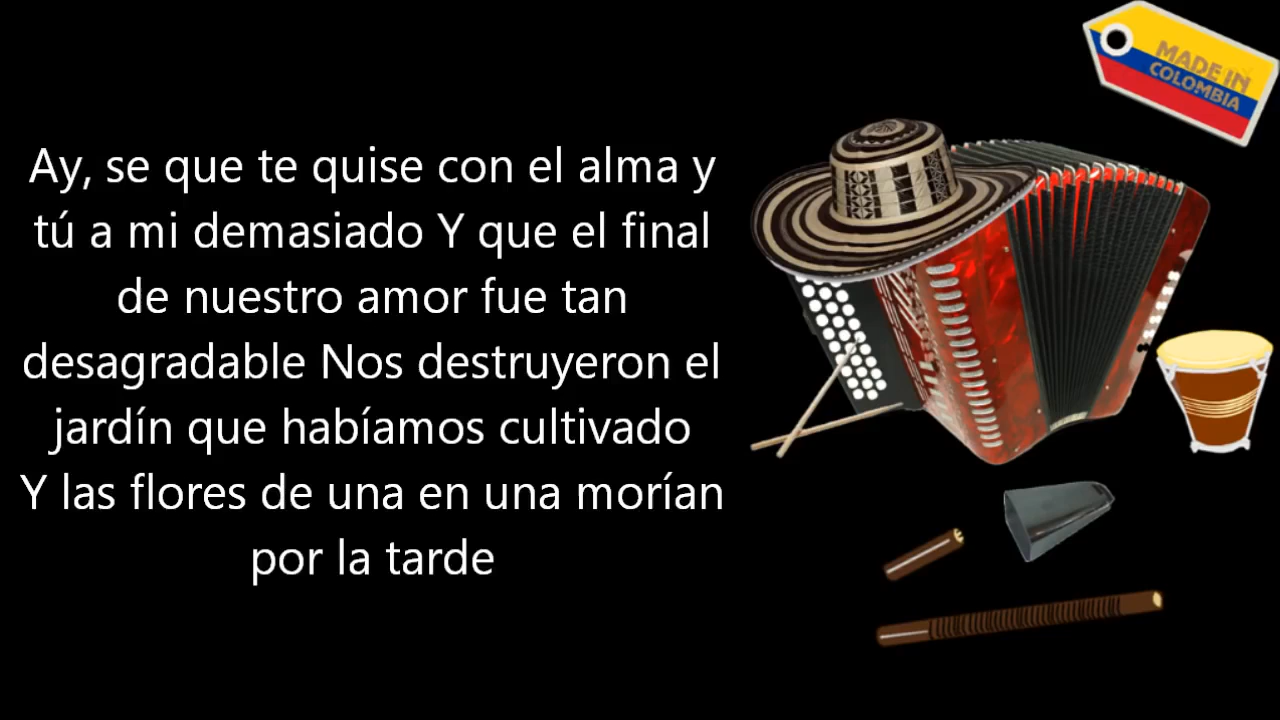 MADE IN
COLOMBIA
Ay, se que te quise con el alma y
tú a mi demasiado Y que el final
de nuestro amor fue tan
desagradable Nos destruyeron el
jardín que habíamos cultivado
Y las flores de una en una morían
por la tarde